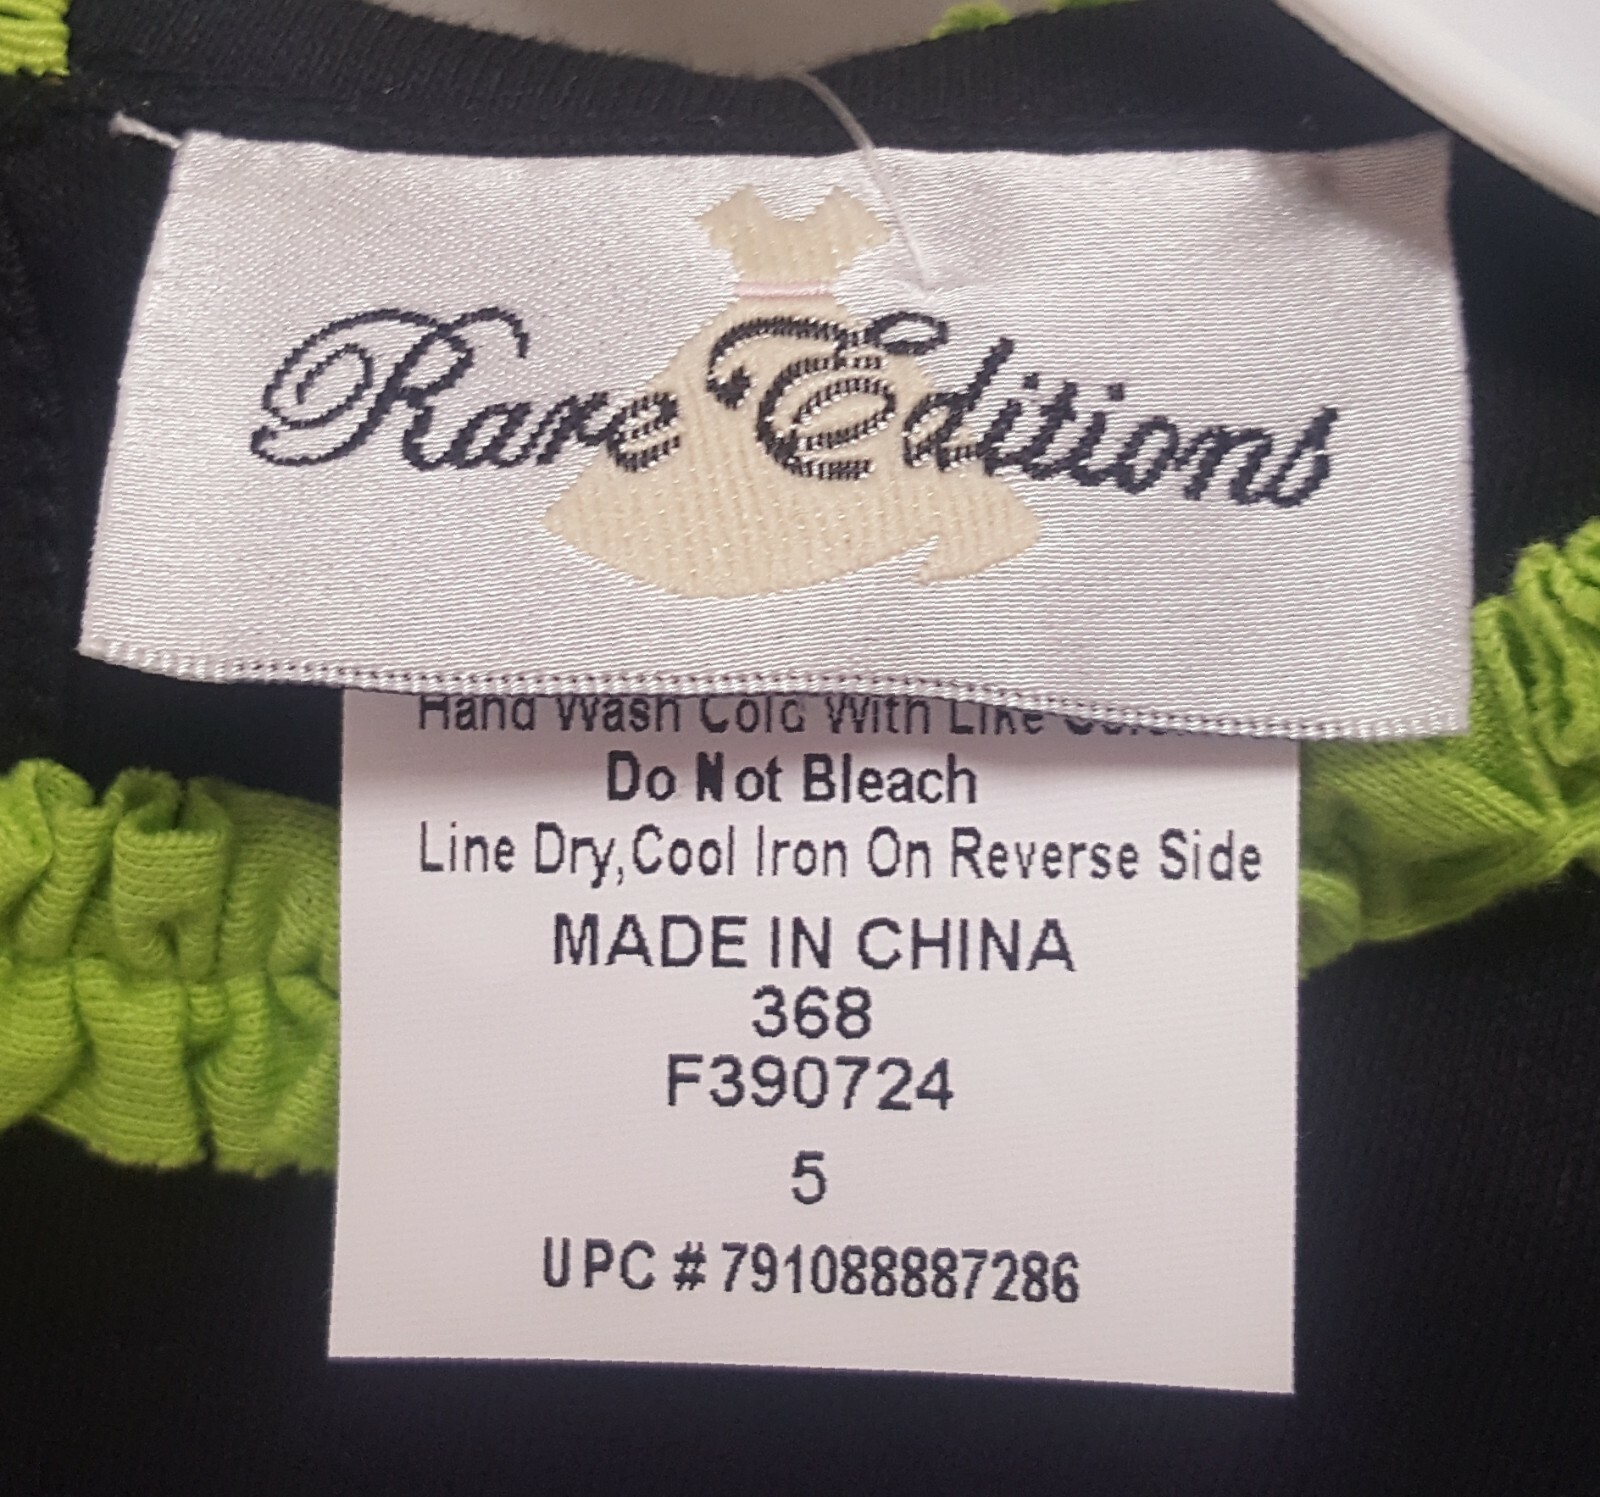 Rare Editions
Hand Wash Cold With Like
Do Not Bleach
Line Dry,Cool Iron On Reverse Side
MADE IN CHINA
368
F390724
5
UPC # 791088887286